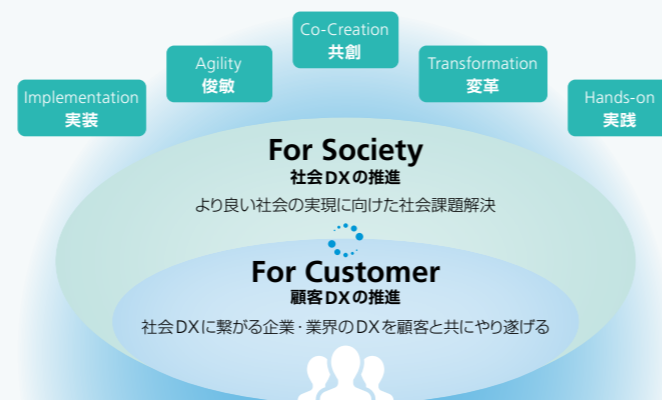 Co-Creation
共創
Agility
俊敏
Transformation
変革
Implementation
実装
Hands-on
実践
For Society
社会DXの推進
より良い社会の実現に向けた社会課題解決
For Customer
顧客DXの推進
社会DXに繋がる企業・業界のDXを顧客と共にやり遂げる